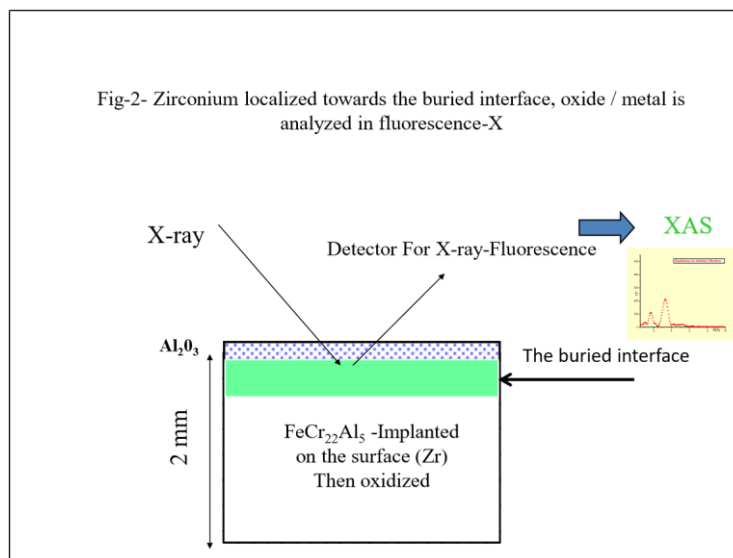 Fig-2- Zirconium localized towards the buried interface, oxide / metal is
analyzed in fluorescence-X
X-ray
Detector For X-ray-Fluorescence
XAS
Al₂0₃
The buried interface
2 mm
FeCr₂₂Al₅ -Implanted
on the surface (Zr)
Then oxidized